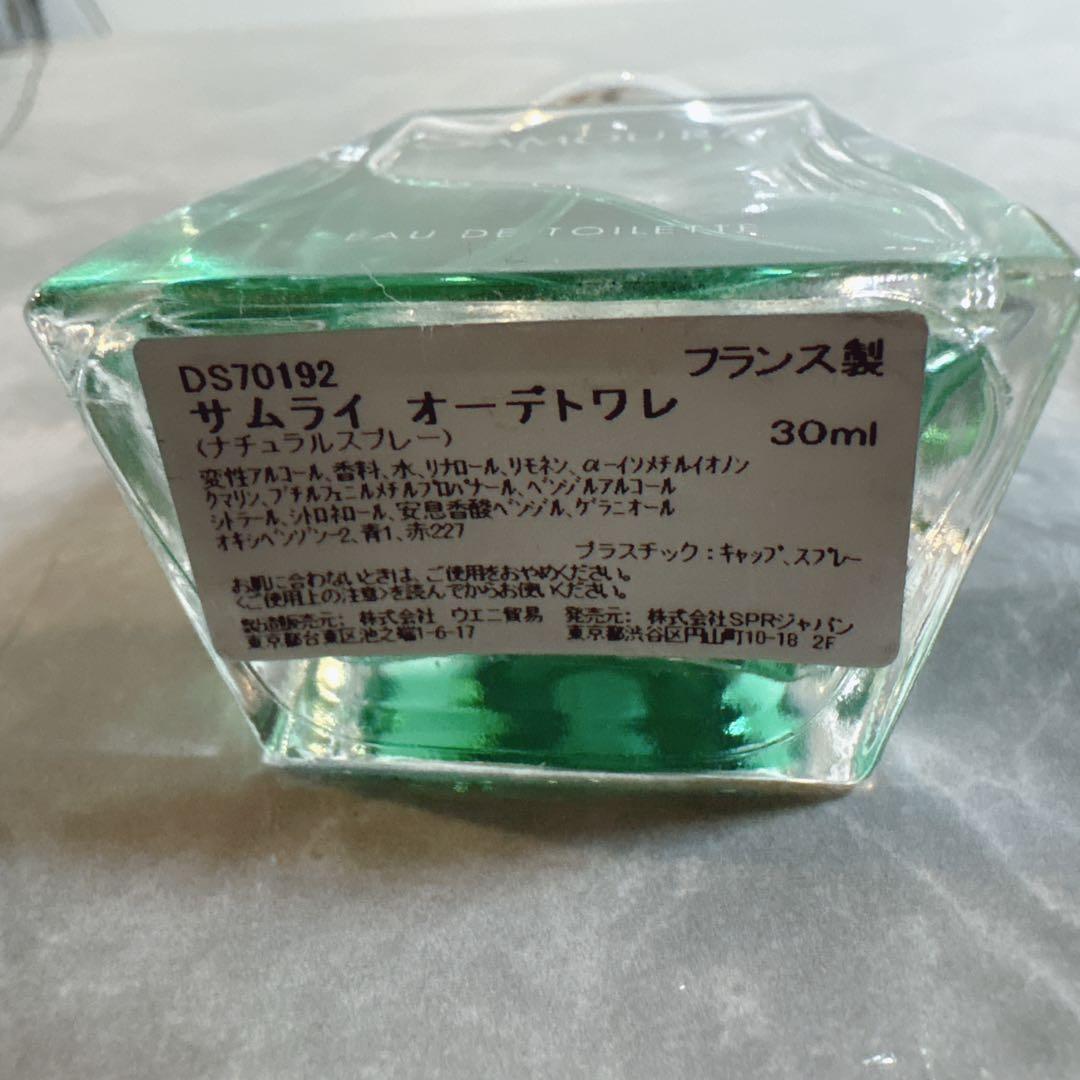 EAU DE TOILETTE
DS70192
フランス製
サムライ オーデトワレ
(ナチュラルスプレー)
30ml
変性アルコール、香料、水、リナロール、リモネン、α-イソメチルイオノン
クマリン、ブチルフェニルメチルプロパナール、ベンジルアルコール
シトラール、シトロネロール、安息香酸ベンジル、ゲラニオール
オキシベンゾン-2、青1、赤227
プラスチック:キャップ、スプレー
お肌に合わないときは、ご使用をおやめください。
<ご使用上の注意>を読んでからお使いください。
製造販売元: 株式会社 ウエニ貿易 発売元: 株式会社SPRジャパン
東京都台東区池之端1-6-17 東京都渋谷区円山町10-18 2F